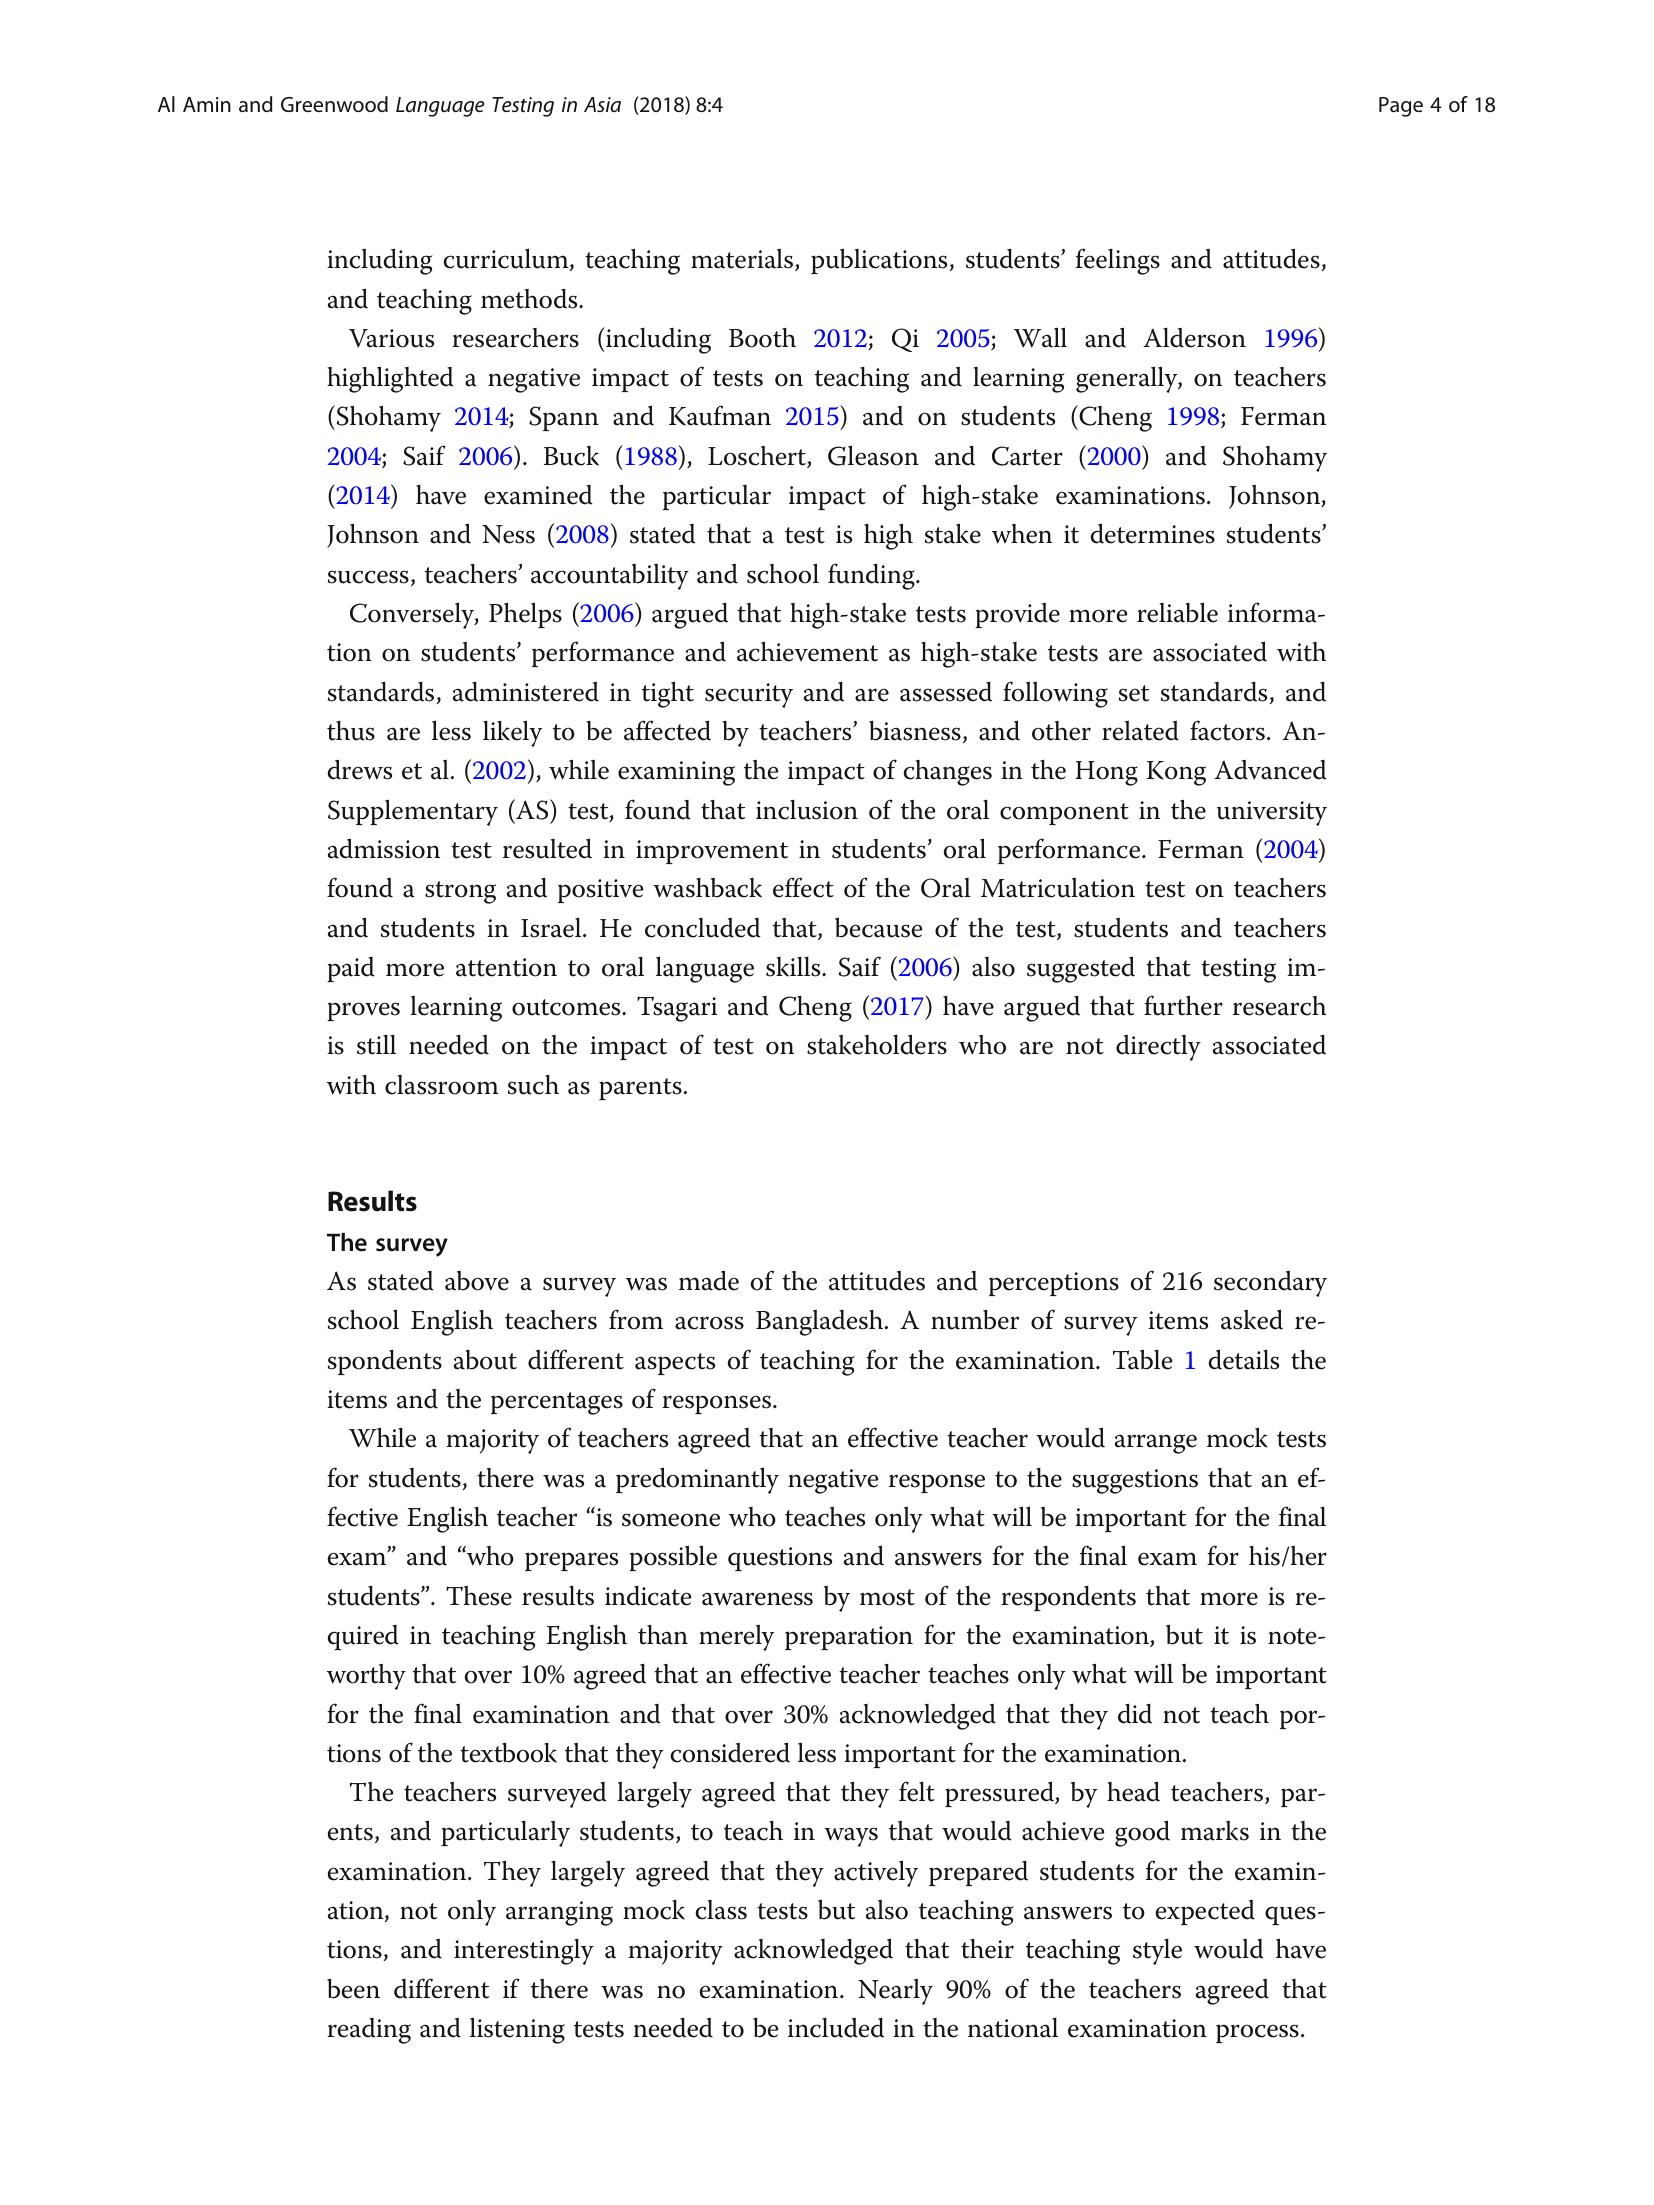 Al Amin and Greenwood Language Testing in Asia (2018) 8:4
Page 4 of 18
including curriculum, teaching materials, publications, students’ feelings and attitudes,
and teaching methods.
Various researchers (including Booth 2012; Qi 2005; Wall and Alderson 1996)
highlighted a negative impact of tests on teaching and learning generally, on teachers
(Shohamy 2014; Spann and Kaufman 2015) and on students (Cheng 1998; Ferman
2004; Saif 2006). Buck (1988), Loschert, Gleason and Carter (2000) and Shohamy
(2014) have examined the particular impact of high-stake examinations. Johnson,
Johnson and Ness (2008) stated that a test is high stake when it determines students’
success, teachers’ accountability and school funding.
Conversely, Phelps (2006) argued that high-stake tests provide more reliable informa-
tion on students’ performance and achievement as high-stake tests are associated with
standards, administered in tight security and are assessed following set standards, and
thus are less likely to be affected by teachers’ biasness, and other related factors. An-
drews et al. (2002), while examining the impact of changes in the Hong Kong Advanced
Supplementary (AS) test, found that inclusion of the oral component in the university
admission test resulted in improvement in students’ oral performance. Ferman (2004)
found a strong and positive washback effect of the Oral Matriculation test on teachers
and students in Israel. He concluded that, because of the test, students and teachers
paid more attention to oral language skills. Saif (2006) also suggested that testing im-
proves learning outcomes. Tsagari and Cheng (2017) have argued that further research
is still needed on the impact of test on stakeholders who are not directly associated
with classroom such as parents.
Results
The survey
As stated above a survey was made of the attitudes and perceptions of 216 secondary
school English teachers from across Bangladesh. A number of survey items asked re-
spondents about different aspects of teaching for the examination. Table 1 details the
items and the percentages of responses.
While a majority of teachers agreed that an effective teacher would arrange mock tests
for students, there was a predominantly negative response to the suggestions that an ef-
fective English teacher “is someone who teaches only what will be important for the final
exam” and “who prepares possible questions and answers for the final exam for his/her
students”. These results indicate awareness by most of the respondents that more is re-
quired in teaching English than merely preparation for the examination, but it is note-
worthy that over 10% agreed that an effective teacher teaches only what will be important
for the final examination and that over 30% acknowledged that they did not teach por-
tions of the textbook that they considered less important for the examination.
The teachers surveyed largely agreed that they felt pressured, by head teachers, par-
ents, and particularly students, to teach in ways that would achieve good marks in the
examination. They largely agreed that they actively prepared students for the examin-
ation, not only arranging mock class tests but also teaching answers to expected ques-
tions, and interestingly a majority acknowledged that their teaching style would have
been different if there was no examination. Nearly 90% of the teachers agreed that
reading and listening tests needed to be included in the national examination process.